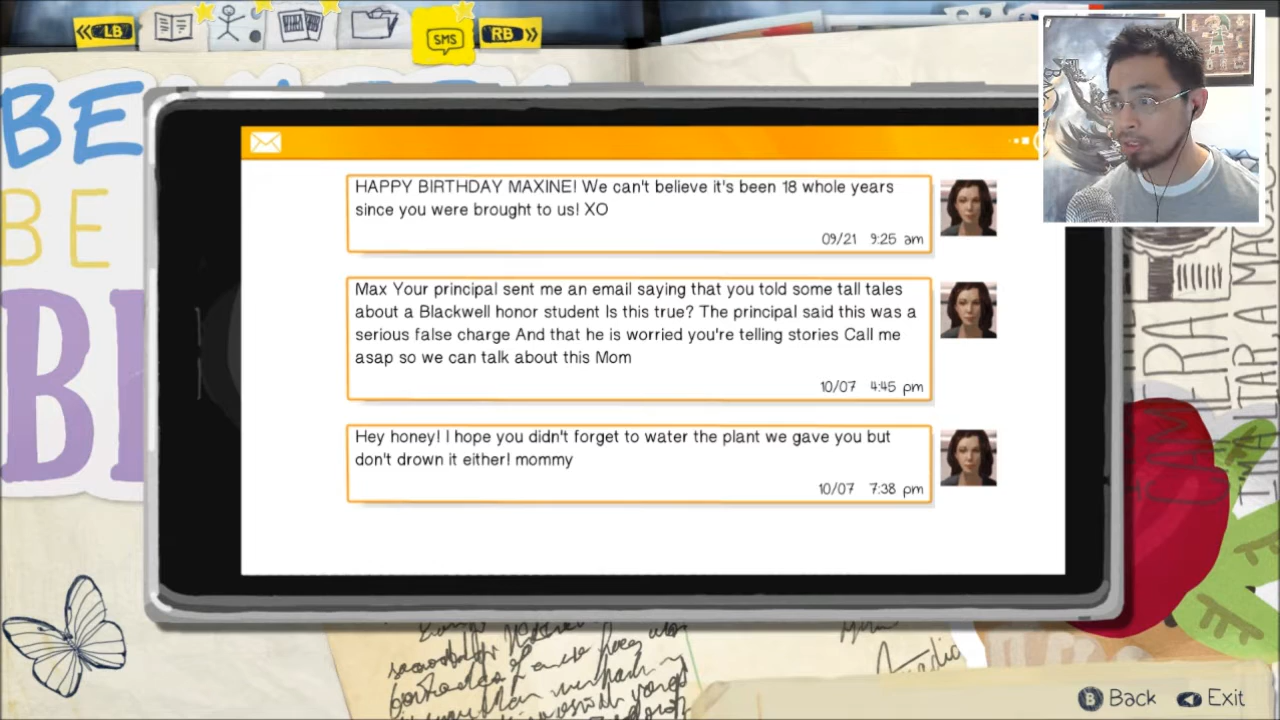 LB
SMS
RB
BE
BE
HAPPY BIRTHDAY MAXINE! We can't believe it's been 18 whole years
since you were brought to us! XO
09/21 9:25 am
Max Your principal sent me an email saying that you told some tall tales
about a Blackwell honor student Is this true? The principal said this was a
serious false charge And that he is worried you're telling stories Call me
asap so we can talk about this Mom
10/07 4:45 pm
Hey honey! I hope you didn't forget to water the plant we gave you but
don't drown it either! mommy
10/07 7:38 pm
B Back
Exit